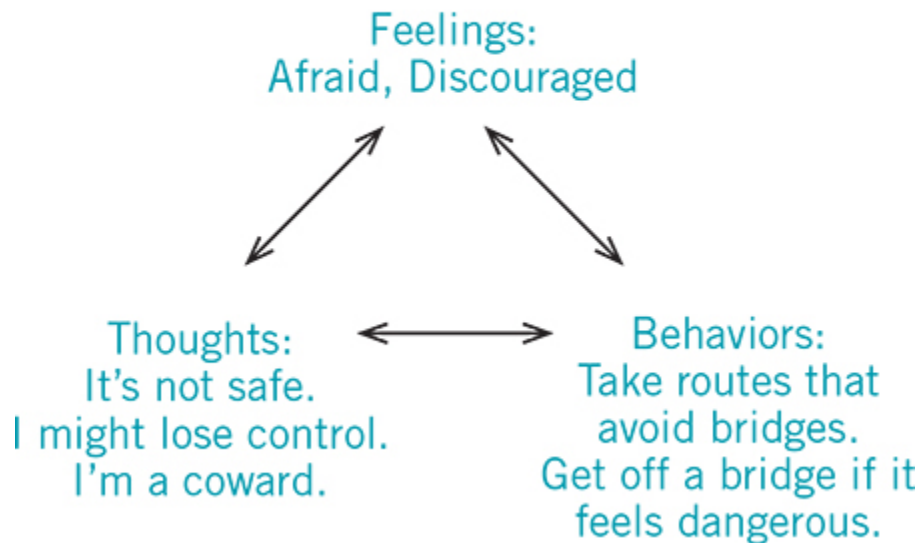 Feelings:
Afraid, Discouraged
Thoughts:
It's not safe.
I might lose control.
I'm a coward.
Behaviors:
Take routes that
avoid bridges.
Get off a bridge if it
feels dangerous.